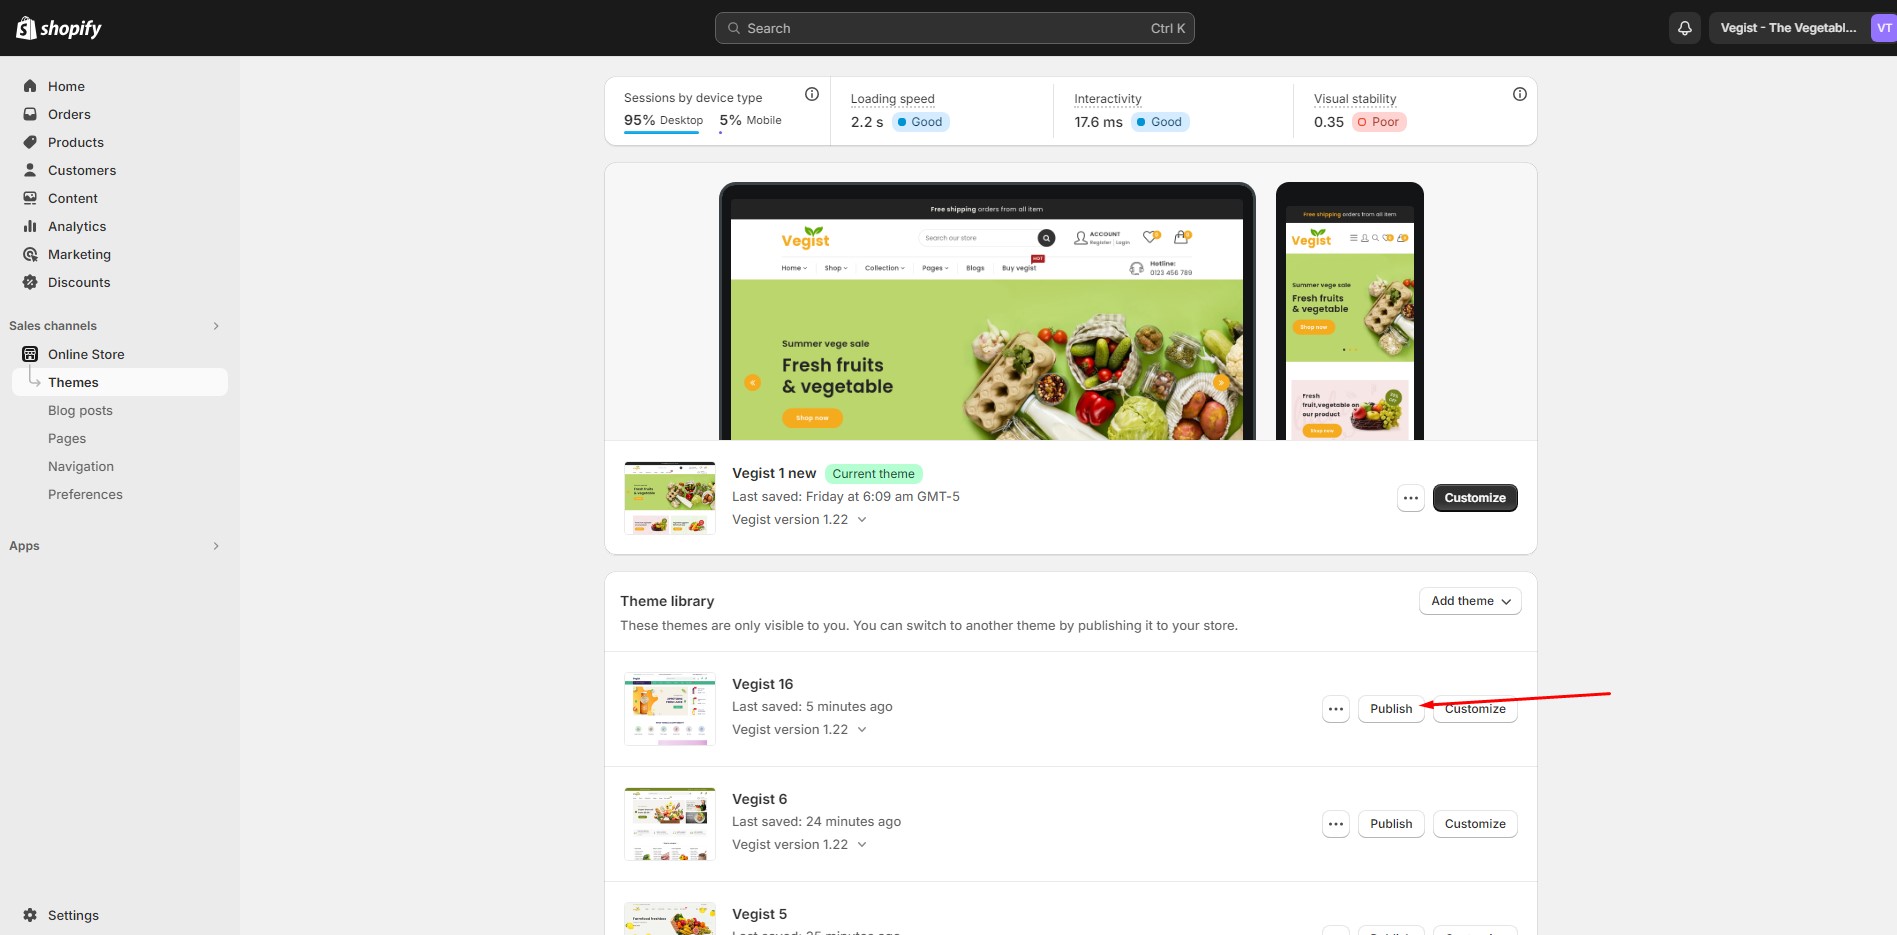 shopify
Search
Ctrl K
Vegist - The Vegetabl...
VT
Home
Orders
Products
Customers
Content
Analytics
Marketing
Discounts
Sales channels
Online Store
Themes
Blog posts
Pages
Navigation
Preferences
Apps
Settings
Sessions by device type
95% Desktop
5% Mobile
Loading speed
2.2 s
Good
Interactivity
17.6 ms
Good
Visual stability
0.35
Poor
Free shipping orders from all item
Vegist
Search our store
ACCOUNT
Register | Login
0
0
HOT
Home
Shop
Collection
Pages
Blogs
Buy vegist
Hotline:
0123 456 789
Summer vege sale
Fresh fruits
& vegetable
Shop now
Free shipping orders from all item
Vegist
Summer vege sale
Fresh fruits
& vegetable
Shop now
Fresh
fruit,vegetable on
our product
Shop now
Vegist 1 new
Current theme
Last saved: Friday at 6:09 am GMT-5
Vegist version 1.22
Customize
Theme library
Add theme
These themes are only visible to you. You can switch to another theme by publishing it to your store.
Vegist 16
Last saved: 5 minutes ago
Vegist version 1.22
Publish
Customize
Vegist 6
Last saved: 24 minutes ago
Vegist version 1.22
Publish
Customize
Vegist 5